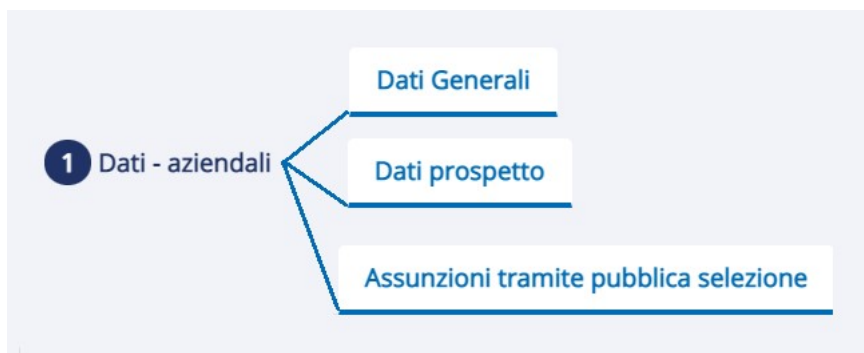 Dati Generali
1 Dati - aziendali
Dati prospetto
Assunzioni tramite pubblica selezione